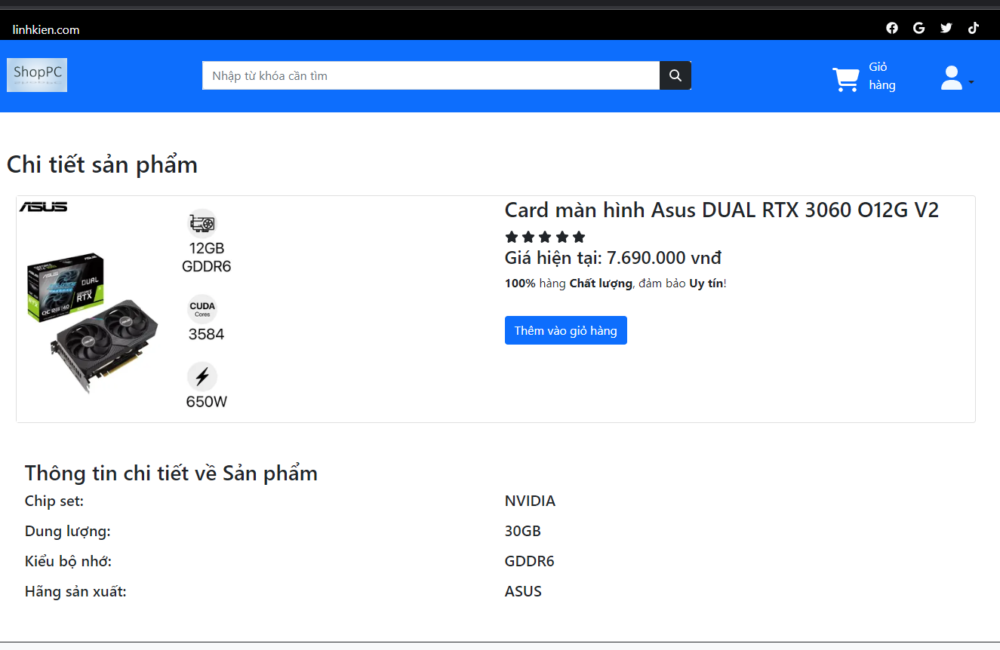 linhkien.com
ShopPC
Nhập từ khóa cần tìm
Giỏ
hàng
Chi tiết sản phẩm
ASUS
12GB
GDDR6
CUDA
Cores
3584
650W
ASUS
DUAL
GEFORCE
RTX
Card màn hình Asus DUAL RTX 3060 O12G V2
Giá hiện tại: 7.690.000 vnđ
100% hàng Chất lượng, đảm bảo Uy tín!
Thêm vào giỏ hàng
Thông tin chi tiết về Sản phẩm
Chip set:
NVIDIA
Dung lượng:
30GB
Kiểu bộ nhớ:
GDDR6
Hãng sản xuất:
ASUS